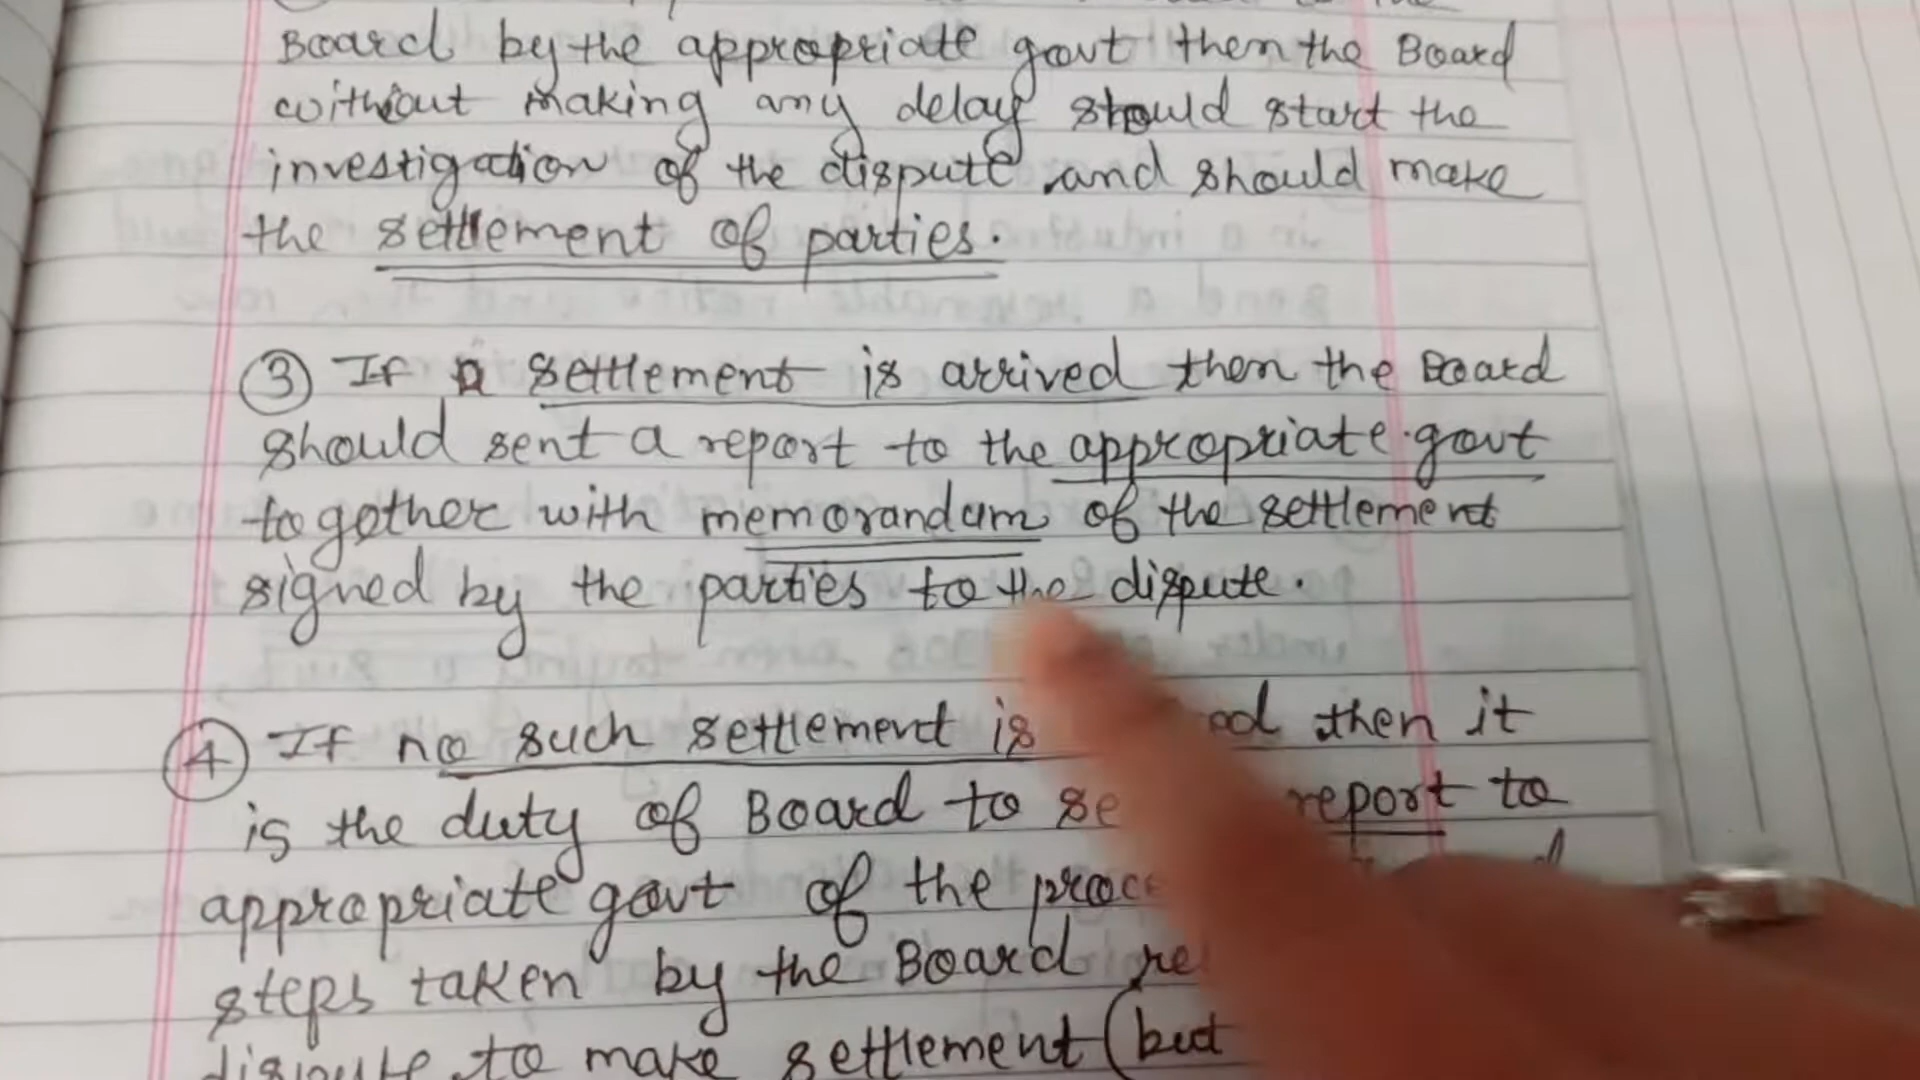 Board by the appropriate govt then the Board
without making any delay should start the
investigation of the dispute and should make
the settlement of parties.
③ If a settlement is arrived then the Board
should sent a report to the appropriate govt
together with memorandum of the settlement
signed by the parties to the dispute.
④ If no such settlement is then it
is the duty of Board to report to
appropriate govt of the
steps taken by the Board
dispute to make settlement (but